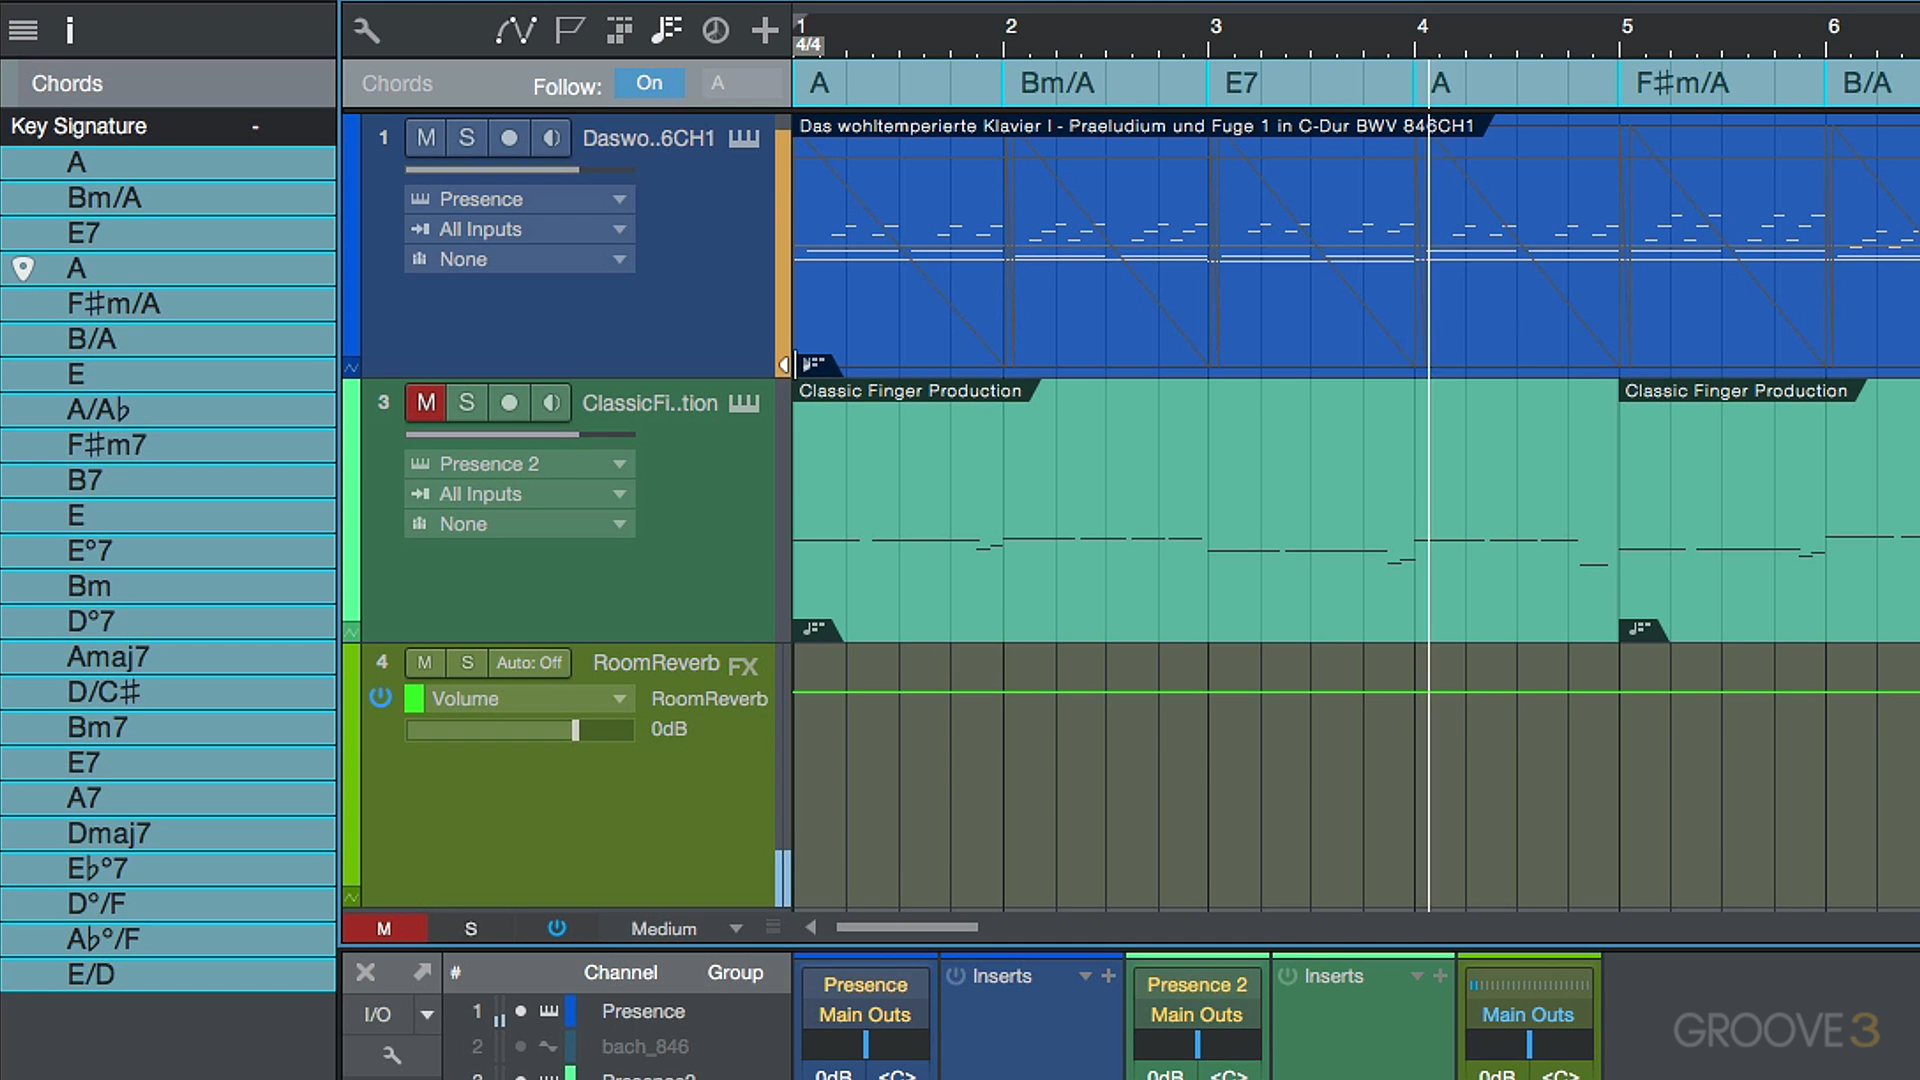 i
Chords
Key Signature -
A
Bm/A
E7
A
F♯m/A
B/A
E
A/A♭
F♯m7
B7
E
E°7
Bm
D°7
Amaj7
D/C♯
Bm7
E7
A7
Dmaj7
E♭°7
D°/F
A♭°/F
E/D
1 2 3 4 5 6
4/4
Chords Follow: On A
A Bm/A E7 A F♯m/A B/A
1 M S Daswo..6CH1
Presence
All Inputs
None
Das wohltemperierte Klavier I - Praeludium und Fuge 1 in C-Dur BWV 846CH1
3 M S ClassicFi..tion
Presence 2
All Inputs
None
Classic Finger Production
Classic Finger Production
4 M S Auto: Off RoomReverb FX
Volume RoomReverb
0dB
M S Medium
# Channel Group
I/O
1 Presence
2 bach_846
Presence
Main Outs
0dB <C>
Inserts
Presence 2
Main Outs
0dB <C>
Inserts
Main Outs
0dB <C>
GROOVE 3